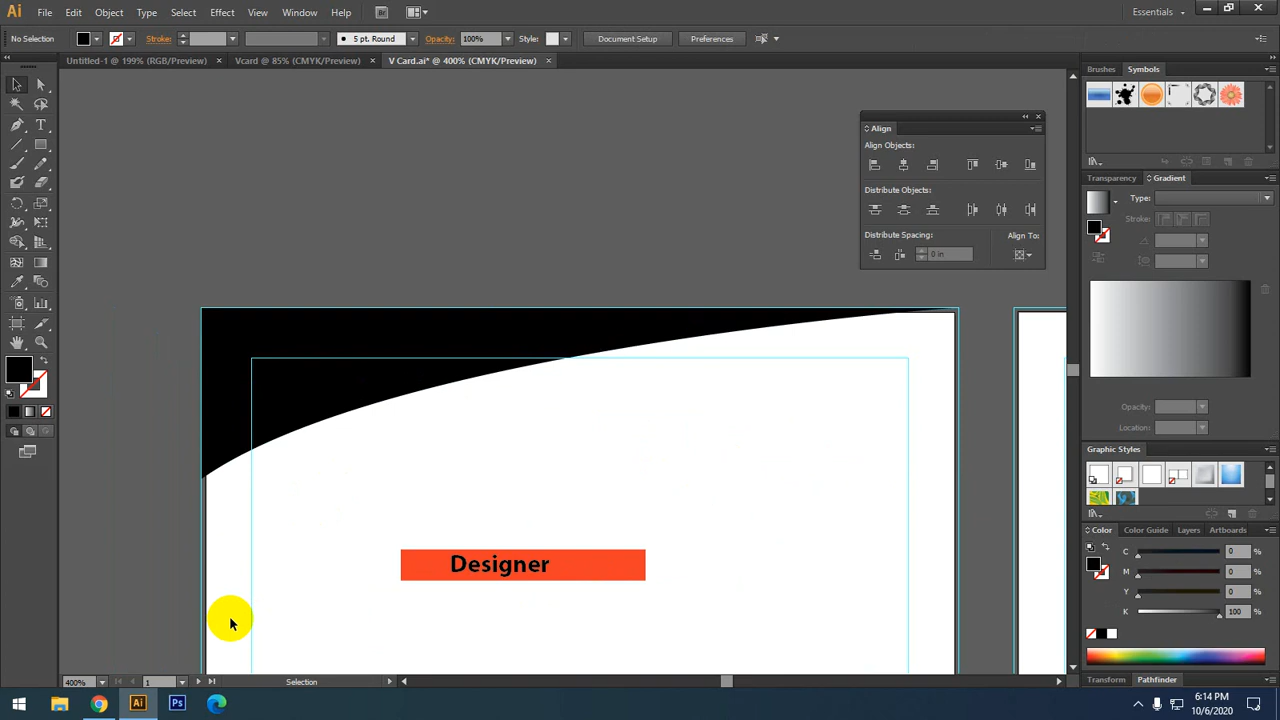 Ai File Edit Object Type Select Effect View Window Help Br Essentials
No Selection Stroke: 5 pt. Round Opacity: 100% Style: Document Setup Preferences
Untitled-1 @ 199% (RGB/Preview) × Vcard @ 85% (CMYK/Preview) × V Card.ai* @ 400% (CMYK/Preview) ×
Brushes Symbols
Align
Align Objects:
Distribute Objects:
Distribute Spacing: Align To:
0 in
Transparency Gradient
Type:
Stroke:
Opacity:
Location:
Graphic Styles
Color Color Guide Layers Artboards
C 0 %
M 0 %
Y 0 %
K 100 %
Designer
Transform Pathfinder
400% 1 Selection
Ai Ps
6:14 PM
10/6/2020